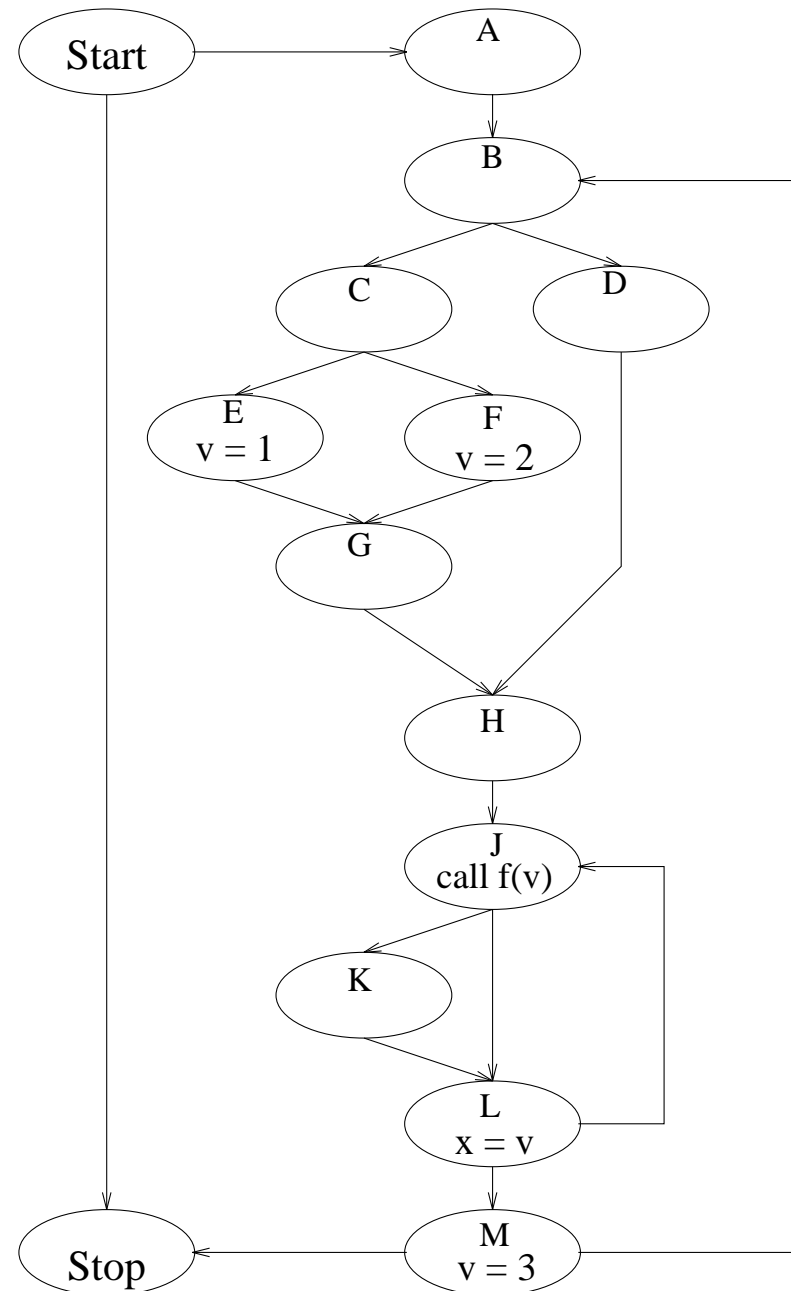 Start
A
B
C
D
E
v = 1
F
v = 2
G
H
J
call f(v)
K
L
x = v
M
v = 3
Stop